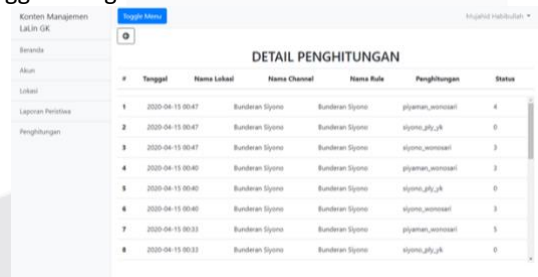 Konten Manajemen
LaLin GK
Toggle Menu
Mujahid Habibullah
Beranda
Akun
Lokasi
Laporan Peristiwa
Penghitungan
DETAIL PENGHITUNGAN
# Tanggal Nama Lokasi Nama Channel Nama Rule Penghitungan Status
1 2020-04-15 00:47 Bunderan Siyono Bunderan Siyono piyaman_wonosari 4
2 2020-04-15 00:47 Bunderan Siyono Bunderan Siyono siyono_ply_yk 0
3 2020-04-15 00:47 Bunderan Siyono Bunderan Siyono siyono_wonosari 3
4 2020-04-15 00:40 Bunderan Siyono Bunderan Siyono piyaman_wonosari 3
5 2020-04-15 00:40 Bunderan Siyono Bunderan Siyono siyono_ply_yk 0
6 2020-04-15 00:40 Bunderan Siyono Bunderan Siyono siyono_wonosari 3
7 2020-04-15 00:33 Bunderan Siyono Bunderan Siyono piyaman_wonosari 5
8 2020-04-15 00:33 Bunderan Siyono Bunderan Siyono siyono_ply_yk 0